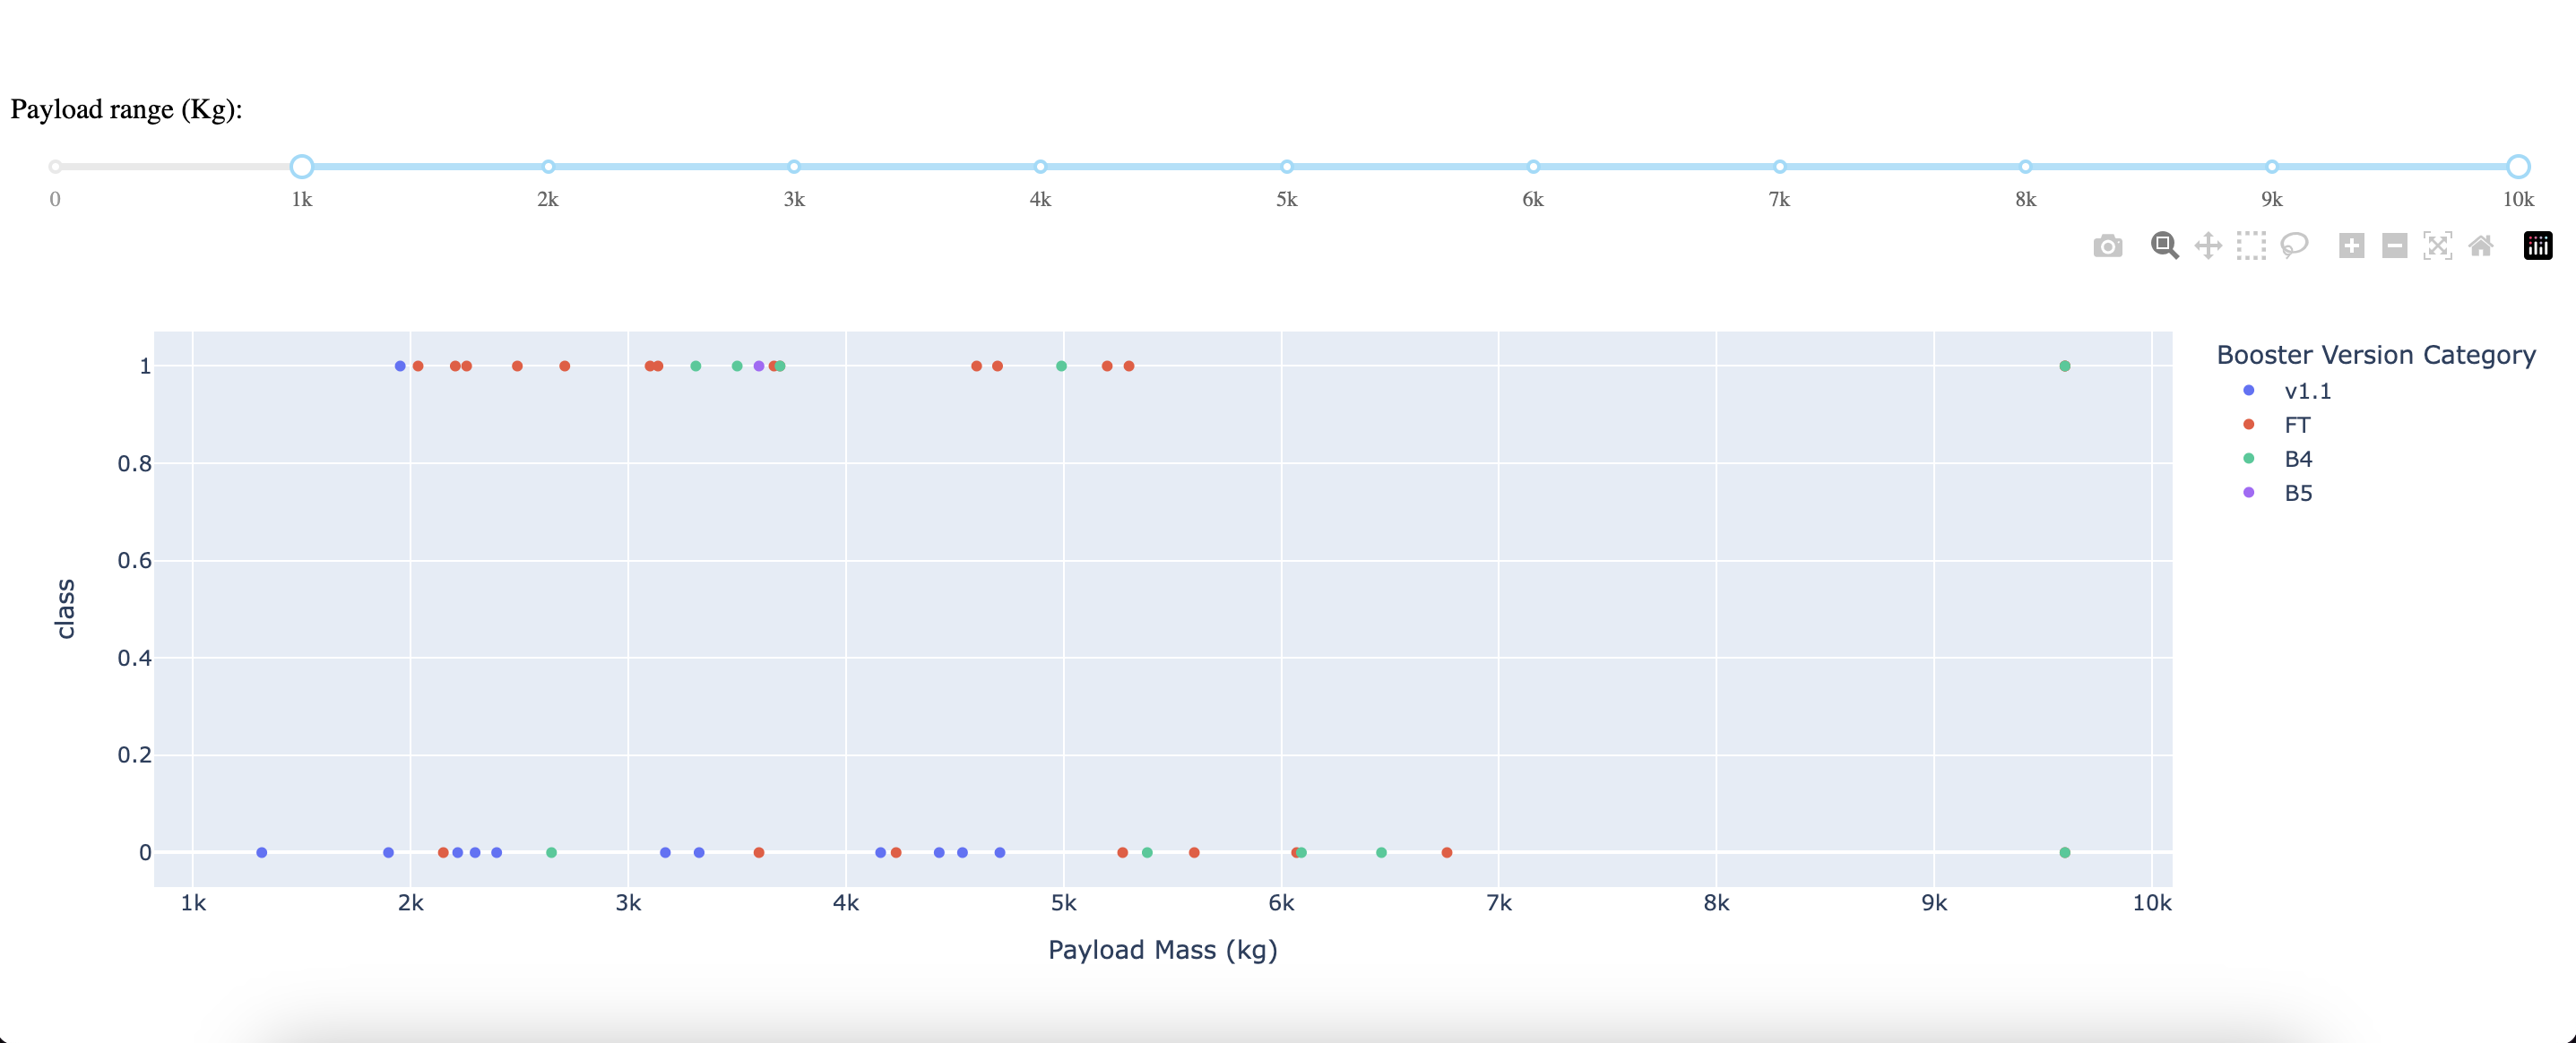 Payload range (Kg):
0 1k 2k 3k 4k 5k 6k 7k 8k 9k 10k
Booster Version Category
v1.1
FT
B4
B5
1
0.8
0.6
0.4
0.2
0
class
1k 2k 3k 4k 5k 6k 7k 8k 9k 10k
Payload Mass (kg)